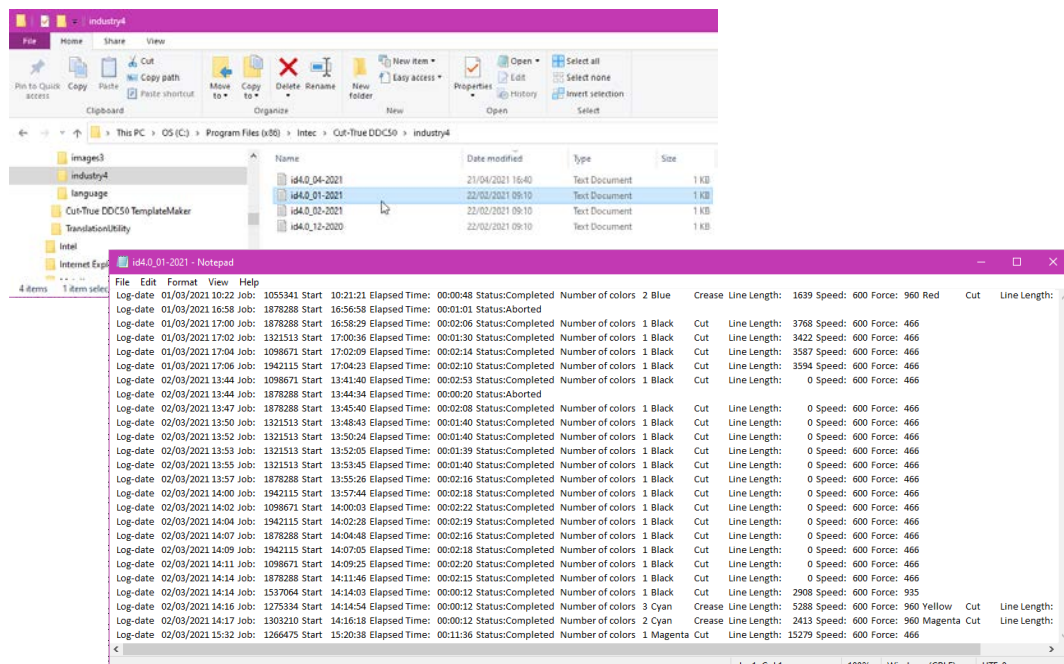 industry4
File Home Share View
Pin to Quick access Copy Paste Cut Copy path Paste shortcut Move to Copy to Delete Rename New folder New item Easy access Properties Open Edit History Select all Select none Invert selection
Clipboard Organize New Open Select
This PC > OS (C:) > Program Files (x86) > Intec > Cut-True DDC50 > industry4
images3 Name Date modified Type Size
industry4 id4.0_04-2021 21/04/2021 16:40 Text Document 1 KB
language id4.0_01-2021 22/02/2021 09:10 Text Document 1 KB
Cut-True DDC50 TemplateMaker id4.0_02-2021 22/02/2021 09:10 Text Document 1 KB
TranslationUtility id4.0_12-2020 22/02/2021 09:10 Text Document 1 KB
Intel
Internet Expl
4 items 1 item selec
id4.0_01-2021 - Notepad
File Edit Format View Help
Log-date 01/03/2021 10:22 Job: 1055341 Start 10:21:21 Elapsed Time: 00:00:48 Status:Completed Number of colors 2 Blue Crease Line Length: 1639 Speed: 600 Force: 960 Red Cut Line Length:
Log-date 01/03/2021 16:58 Job: 1878288 Start 16:56:58 Elapsed Time: 00:01:01 Status:Aborted
Log-date 01/03/2021 17:00 Job: 1878288 Start 16:58:29 Elapsed Time: 00:02:06 Status:Completed Number of colors 1 Black Cut Line Length: 3768 Speed: 600 Force: 466
Log-date 01/03/2021 17:02 Job: 1321513 Start 17:00:36 Elapsed Time: 00:01:30 Status:Completed Number of colors 1 Black Cut Line Length: 3422 Speed: 600 Force: 466
Log-date 01/03/2021 17:04 Job: 1098671 Start 17:02:09 Elapsed Time: 00:02:14 Status:Completed Number of colors 1 Black Cut Line Length: 3587 Speed: 600 Force: 466
Log-date 01/03/2021 17:06 Job: 1942115 Start 17:04:23 Elapsed Time: 00:02:10 Status:Completed Number of colors 1 Black Cut Line Length: 3594 Speed: 600 Force: 466
Log-date 02/03/2021 13:44 Job: 1098671 Start 13:41:40 Elapsed Time: 00:02:53 Status:Completed Number of colors 1 Black Cut Line Length: 0 Speed: 600 Force: 466
Log-date 02/03/2021 13:44 Job: 1878288 Start 13:44:34 Elapsed Time: 00:00:20 Status:Aborted
Log-date 02/03/2021 13:47 Job: 1878288 Start 13:45:40 Elapsed Time: 00:02:08 Status:Completed Number of colors 1 Black Cut Line Length: 0 Speed: 600 Force: 466
Log-date 02/03/2021 13:50 Job: 1321513 Start 13:48:43 Elapsed Time: 00:01:40 Status:Completed Number of colors 1 Black Cut Line Length: 0 Speed: 600 Force: 466
Log-date 02/03/2021 13:52 Job: 1321513 Start 13:50:24 Elapsed Time: 00:01:40 Status:Completed Number of colors 1 Black Cut Line Length: 0 Speed: 600 Force: 466
Log-date 02/03/2021 13:53 Job: 1321513 Start 13:52:05 Elapsed Time: 00:01:39 Status:Completed Number of colors 1 Black Cut Line Length: 0 Speed: 600 Force: 466
Log-date 02/03/2021 13:55 Job: 1321513 Start 13:53:45 Elapsed Time: 00:01:40 Status:Completed Number of colors 1 Black Cut Line Length: 0 Speed: 600 Force: 466
Log-date 02/03/2021 13:57 Job: 1878288 Start 13:55:26 Elapsed Time: 00:02:16 Status:Completed Number of colors 1 Black Cut Line Length: 0 Speed: 600 Force: 466
Log-date 02/03/2021 14:00 Job: 1942115 Start 13:57:44 Elapsed Time: 00:02:18 Status:Completed Number of colors 1 Black Cut Line Length: 0 Speed: 600 Force: 466
Log-date 02/03/2021 14:02 Job: 1098671 Start 14:00:03 Elapsed Time: 00:02:22 Status:Completed Number of colors 1 Black Cut Line Length: 0 Speed: 600 Force: 466
Log-date 02/03/2021 14:04 Job: 1942115 Start 14:02:28 Elapsed Time: 00:02:19 Status:Completed Number of colors 1 Black Cut Line Length: 0 Speed: 600 Force: 466
Log-date 02/03/2021 14:07 Job: 1878288 Start 14:04:48 Elapsed Time: 00:02:16 Status:Completed Number of colors 1 Black Cut Line Length: 0 Speed: 600 Force: 466
Log-date 02/03/2021 14:09 Job: 1942115 Start 14:07:05 Elapsed Time: 00:02:18 Status:Completed Number of colors 1 Black Cut Line Length: 0 Speed: 600 Force: 466
Log-date 02/03/2021 14:11 Job: 1098671 Start 14:09:25 Elapsed Time: 00:02:20 Status:Completed Number of colors 1 Black Cut Line Length: 0 Speed: 600 Force: 466
Log-date 02/03/2021 14:14 Job: 1878288 Start 14:11:46 Elapsed Time: 00:02:15 Status:Completed Number of colors 1 Black Cut Line Length: 0 Speed: 600 Force: 466
Log-date 02/03/2021 14:14 Job: 1537064 Start 14:14:03 Elapsed Time: 00:00:12 Status:Completed Number of colors 1 Black Cut Line Length: 2908 Speed: 600 Force: 935
Log-date 02/03/2021 14:16 Job: 1275334 Start 14:14:54 Elapsed Time: 00:00:12 Status:Completed Number of colors 3 Cyan Crease Line Length: 5288 Speed: 600 Force: 960 Yellow Cut Line Length:
Log-date 02/03/2021 14:17 Job: 1303210 Start 14:16:18 Elapsed Time: 00:00:12 Status:Completed Number of colors 2 Cyan Crease Line Length: 2413 Speed: 600 Force: 960 Magenta Cut Line Length:
Log-date 02/03/2021 15:32 Job: 1266475 Start 15:20:38 Elapsed Time: 00:11:36 Status:Completed Number of colors 1 Magenta Cut Line Length: 15279 Speed: 600 Force: 466